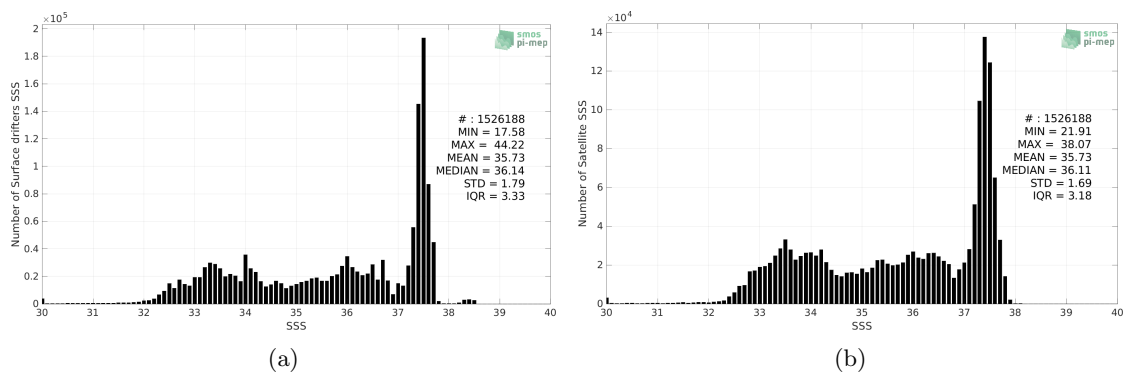 ×10⁵
2
1.8
1.6
1.4
1.2
1
0.8
0.6
0.4
0.2
0
Number of Surface drifters SSS
30 31 32 33 34 35 36 37 38 39 40
SSS
smos
pi-mep
# : 1526188
MIN = 17.58
MAX = 44.22
MEAN = 35.73
MEDIAN = 36.14
STD = 1.79
IQR = 3.33
(a)
×10⁴
14
12
10
8
6
4
2
0
Number of Satellite SSS
30 31 32 33 34 35 36 37 38 39 40
SSS
smos
pi-mep
# : 1526188
MIN = 21.91
MAX = 38.07
MEAN = 35.73
MEDIAN = 36.11
STD = 1.69
IQR = 3.18
(b)